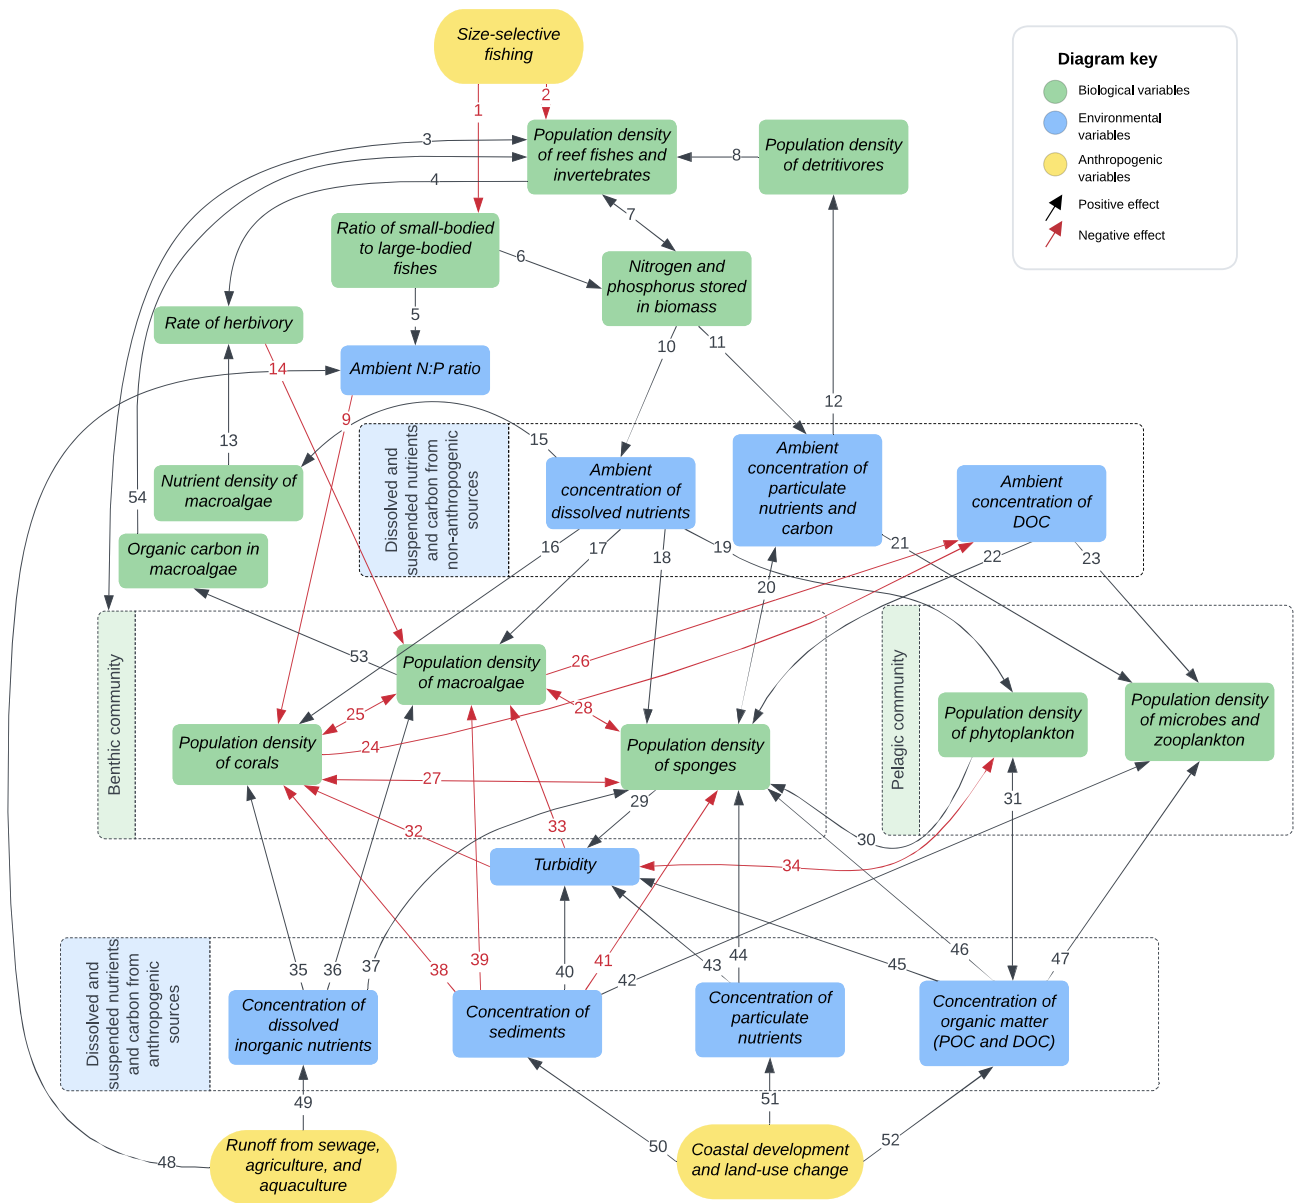 Size-selective
fishing
Diagram key
Biological variables
Environmental
variables
Anthropogenic
variables
Positive effect
Negative effect
1
2
3
4
Population density
of reef fishes and
invertebrates
8
Population density
of detritivores
Ratio of small-bodied
to large-bodied
fishes
6
7
Nitrogen and
phosphorus stored
in biomass
5
Rate of herbivory
10
11
12
14
Ambient N:P ratio
9
13
15
Nutrient density of
macroalgae
54
Organic carbon in
macroalgae
Dissolved and
suspended nutrients
and carbon from
non-anthropogenic
sources
Ambient
concentration of
dissolved nutrients
Ambient
concentration of
particulate
nutrients and
carbon
Ambient
concentration of
DOC
16
17
18
19
20
21
22
23
Benthic community
53
Population density
of macroalgae
26
25
28
24
Population density
of corals
27
Population density
of sponges
29
Pelagic community
Population density
of phytoplankton
Population density
of microbes and
zooplankton
30
31
32
33
Turbidity
34
Dissolved and
suspended nutrients
and carbon from
anthropogenic
sources
35
36
37
38
39
40
41
42
43
44
45
46
47
Concentration of
dissolved
inorganic nutrients
Concentration of
sediments
Concentration of
particulate
nutrients
Concentration of
organic matter
(POC and DOC)
49
50
51
52
48
Runoff from sewage,
agriculture, and
aquaculture
Coastal development
and land-use change